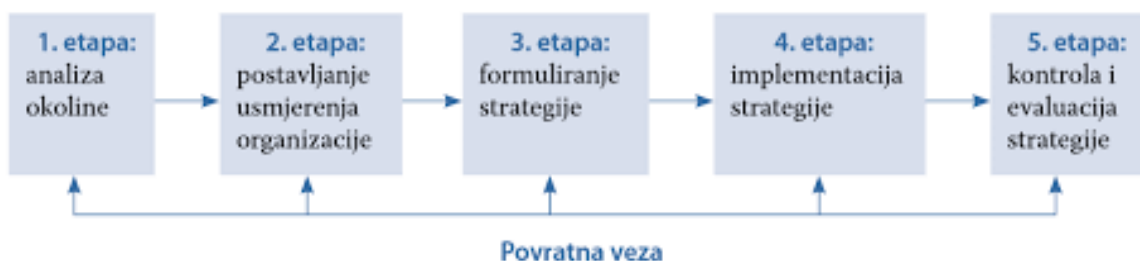 1. etapa:
analiza
okoline
2. etapa:
postavljanje
usmjerenja
organizacije
3. etapa:
formuliranje
strategije
4. etapa:
implementacija
strategije
5. etapa:
kontrola i
evaluacija
strategije
Povratna veza